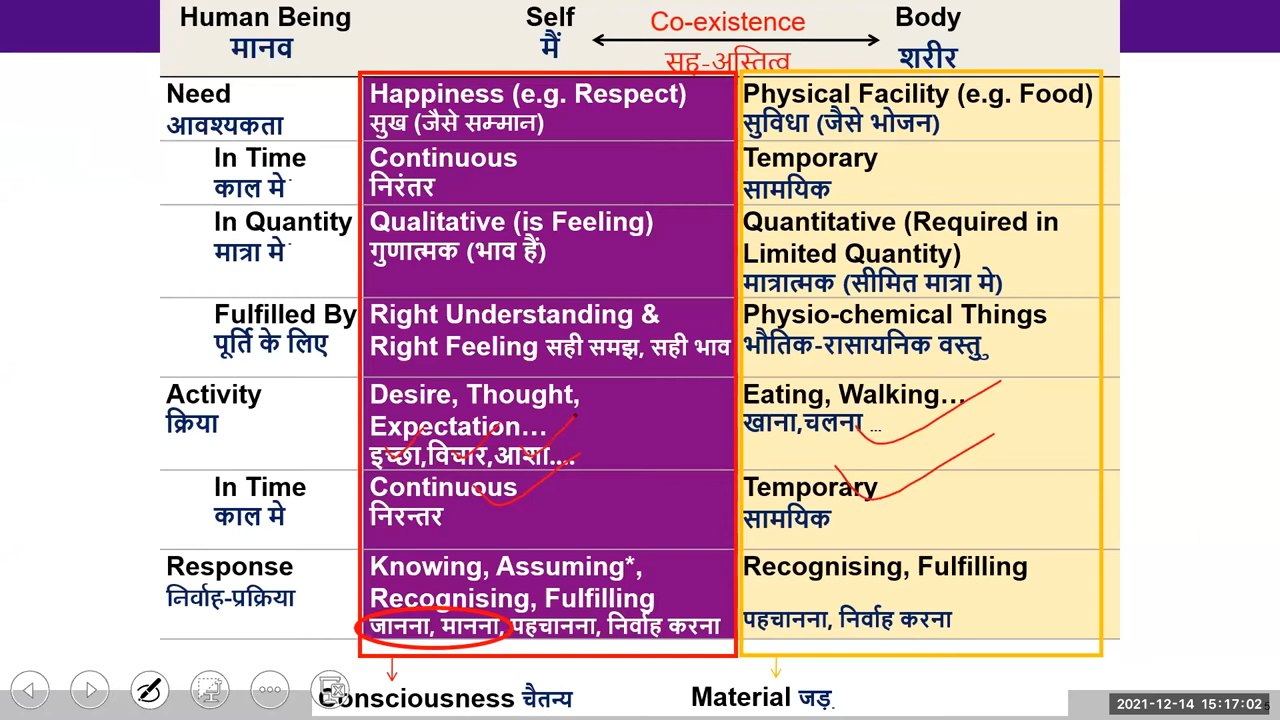 Human Being Self Co-existence Body
मानव मैं सह-अस्तित्व शरीर
Need Happiness (e.g. Respect) Physical Facility (e.g. Food)
आवश्यकता सुख (जैसे सम्मान) सुविधा (जैसे भोजन)
In Time Continuous Temporary
काल मे निरंतर सामयिक
In Quantity Qualitative (is Feeling) Quantitative (Required in
मात्रा मे गुणात्मक (भाव हैं) Limited Quantity)
मात्रात्मक (सीमित मात्रा मे)
Fulfilled By Right Understanding & Physio-chemical Things
पूर्ति के लिए Right Feeling सही समझ, सही भाव भौतिक-रासायनिक वस्तु
Activity Desire, Thought, Eating, Walking…
क्रिया Expectation… खाना,चलना ...
इच्छा,विचार,आशा....
In Time Continuous Temporary
काल मे निरन्तर सामयिक
Response Knowing, Assuming*, Recognising, Fulfilling
निर्वाह-प्रक्रिया Recognising, Fulfilling
जानना, मानना, पहचानना, निर्वाह करना पहचानना, निर्वाह करना
Consciousness चैतन्य Material जड़
2021-12-14 15:17:02